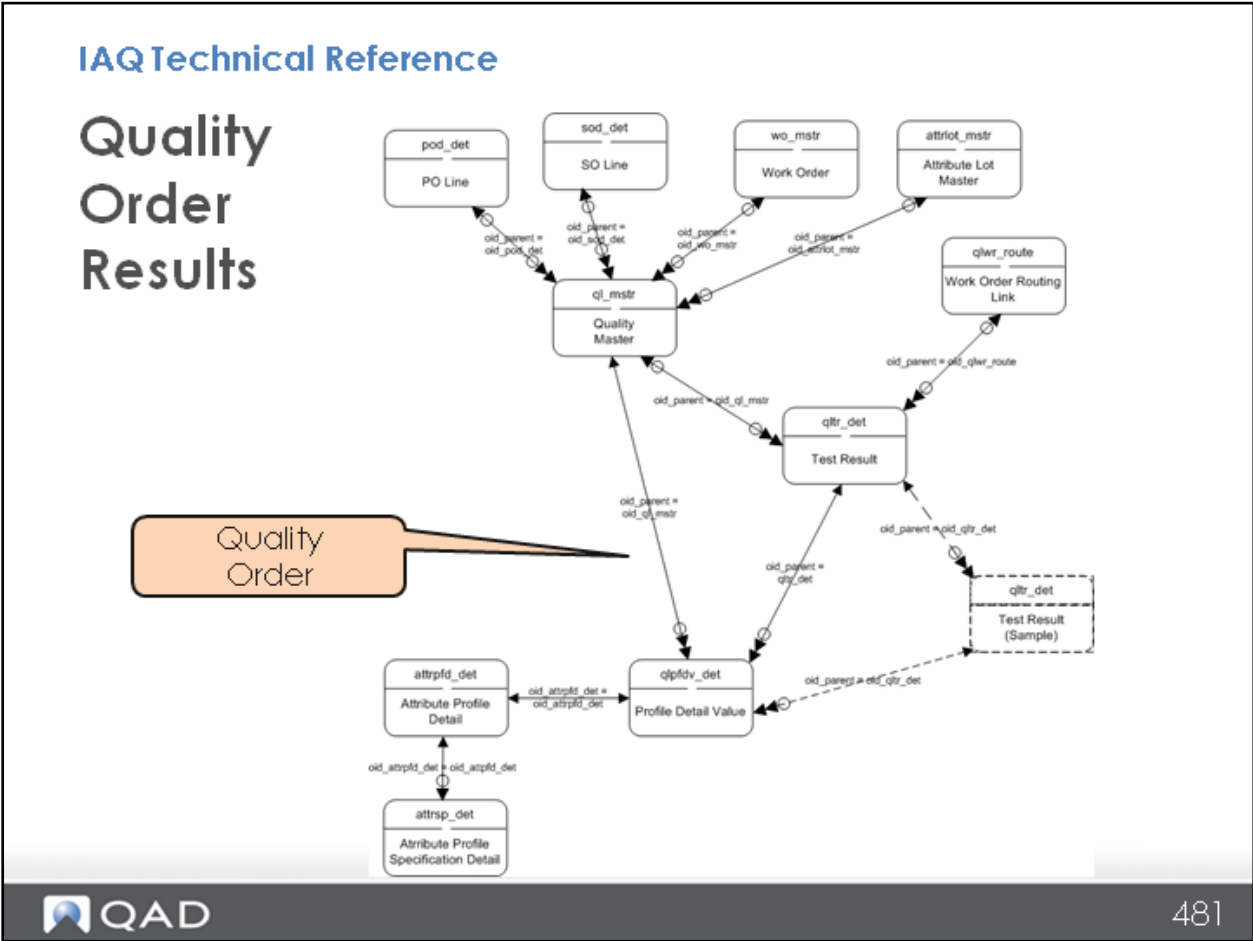 IAQ Technical Reference
Quality
Order
Results
pod_det
PO Line
sod_det
SO Line
wo_mstr
Work Order
attrlot_mstr
Attribute Lot
Master
oid_parent =
oid_pod_det
oid_parent =
oid_sod_det
oid_parent =
oid_wo_mstr
oid_parent =
oid_attrlot_mstr
qlwr_route
Work Order Routing
Link
ql_mstr
Quality
Master
oid_parent = oid_qlwr_route
oid_parent = oid_ql_mstr
qltr_det
Test Result
oid_parent =
oid_ql_mstr
oid_parent = oid_qltr_det
Quality
Order
oid_parent =
qltr_det
qltr_det
Test Result
(Sample)
attrpfd_det
Attribute Profile
Detail
oid_attrpfd_det =
oid_attrpfd_det
qlpfdv_det
Profile Detail Value
oid_parent = oid_qltr_det
oid_attrpfd_det = oid_attpfd_det
attrsp_det
Atrribute Profile
Specification Detail
QAD
481